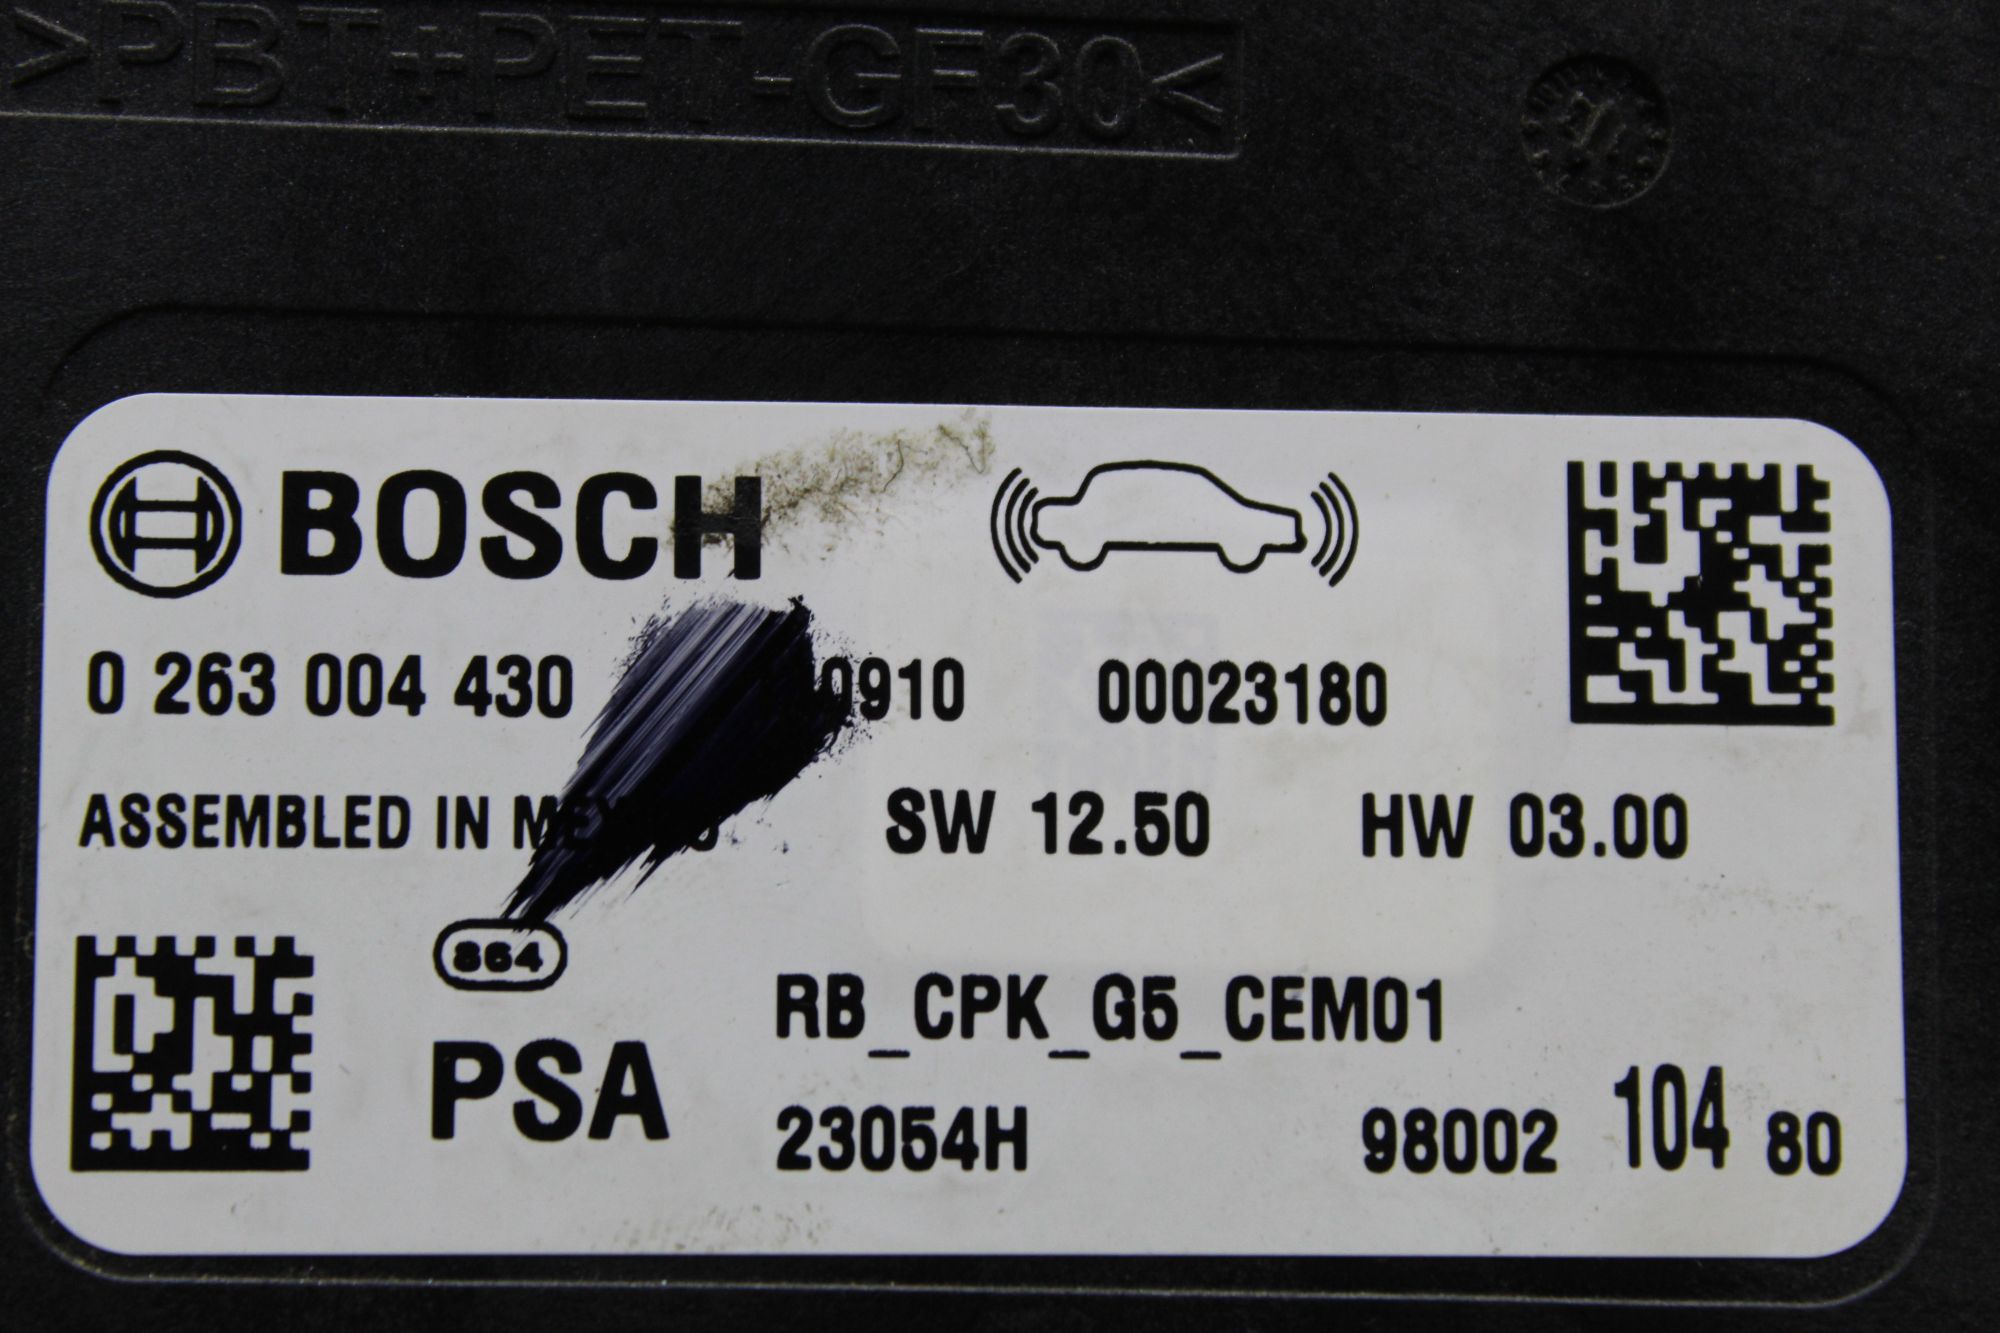 >PBT+PET-GF30<
BOSCH
0 263 004 430 0910 00023180
ASSEMBLED IN SW 12.50 HW 03.00
864
PSA
RB_CPK_G5_CEM01
23054H 98002 104 80